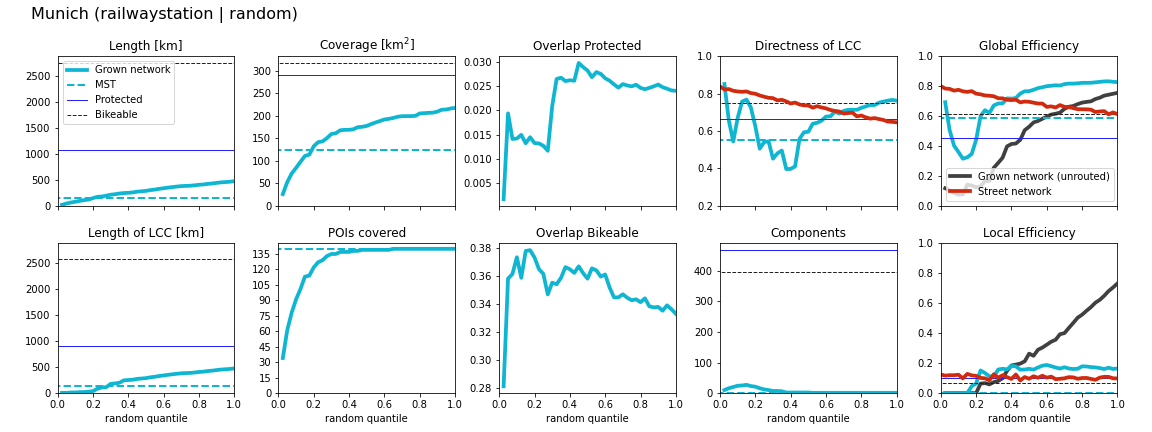 Munich (railwaystation | random)
Length [km]
Coverage [km²]
Overlap Protected
Directness of LCC
Global Efficiency
Grown network
MST
Protected
Bikeable
2500
2000
1500
1000
500
0
300
250
200
150
100
50
0
0.030
0.025
0.020
0.015
0.010
0.005
1.0
0.8
0.6
0.4
0.2
1.0
0.8
0.6
0.4
0.2
0.0
Grown network (unrouted)
Street network
Length of LCC [km]
POIs covered
Overlap Bikeable
Components
Local Efficiency
2500
2000
1500
1000
500
0
135
120
105
90
75
60
45
30
15
0.38
0.36
0.34
0.32
0.30
0.28
400
300
200
100
0
1.0
0.8
0.6
0.4
0.2
0.0
0.0 0.2 0.4 0.6 0.8 1.0
0.0 0.2 0.4 0.6 0.8 1.0
0.0 0.2 0.4 0.6 0.8 1.0
0.0 0.2 0.4 0.6 0.8 1.0
0.0 0.2 0.4 0.6 0.8 1.0
random quantile
random quantile
random quantile
random quantile
random quantile